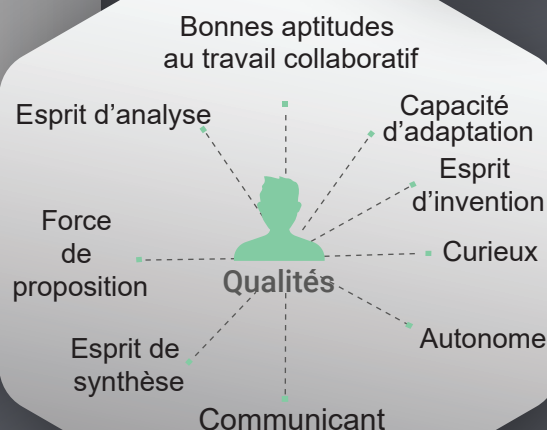 Bonnes aptitudes
au travail collaboratif
Esprit d'analyse
Capacité
d'adaptation
Esprit
d'invention
Force
de
proposition
Curieux
Qualités
Autonome
Esprit de
synthèse
Communicant